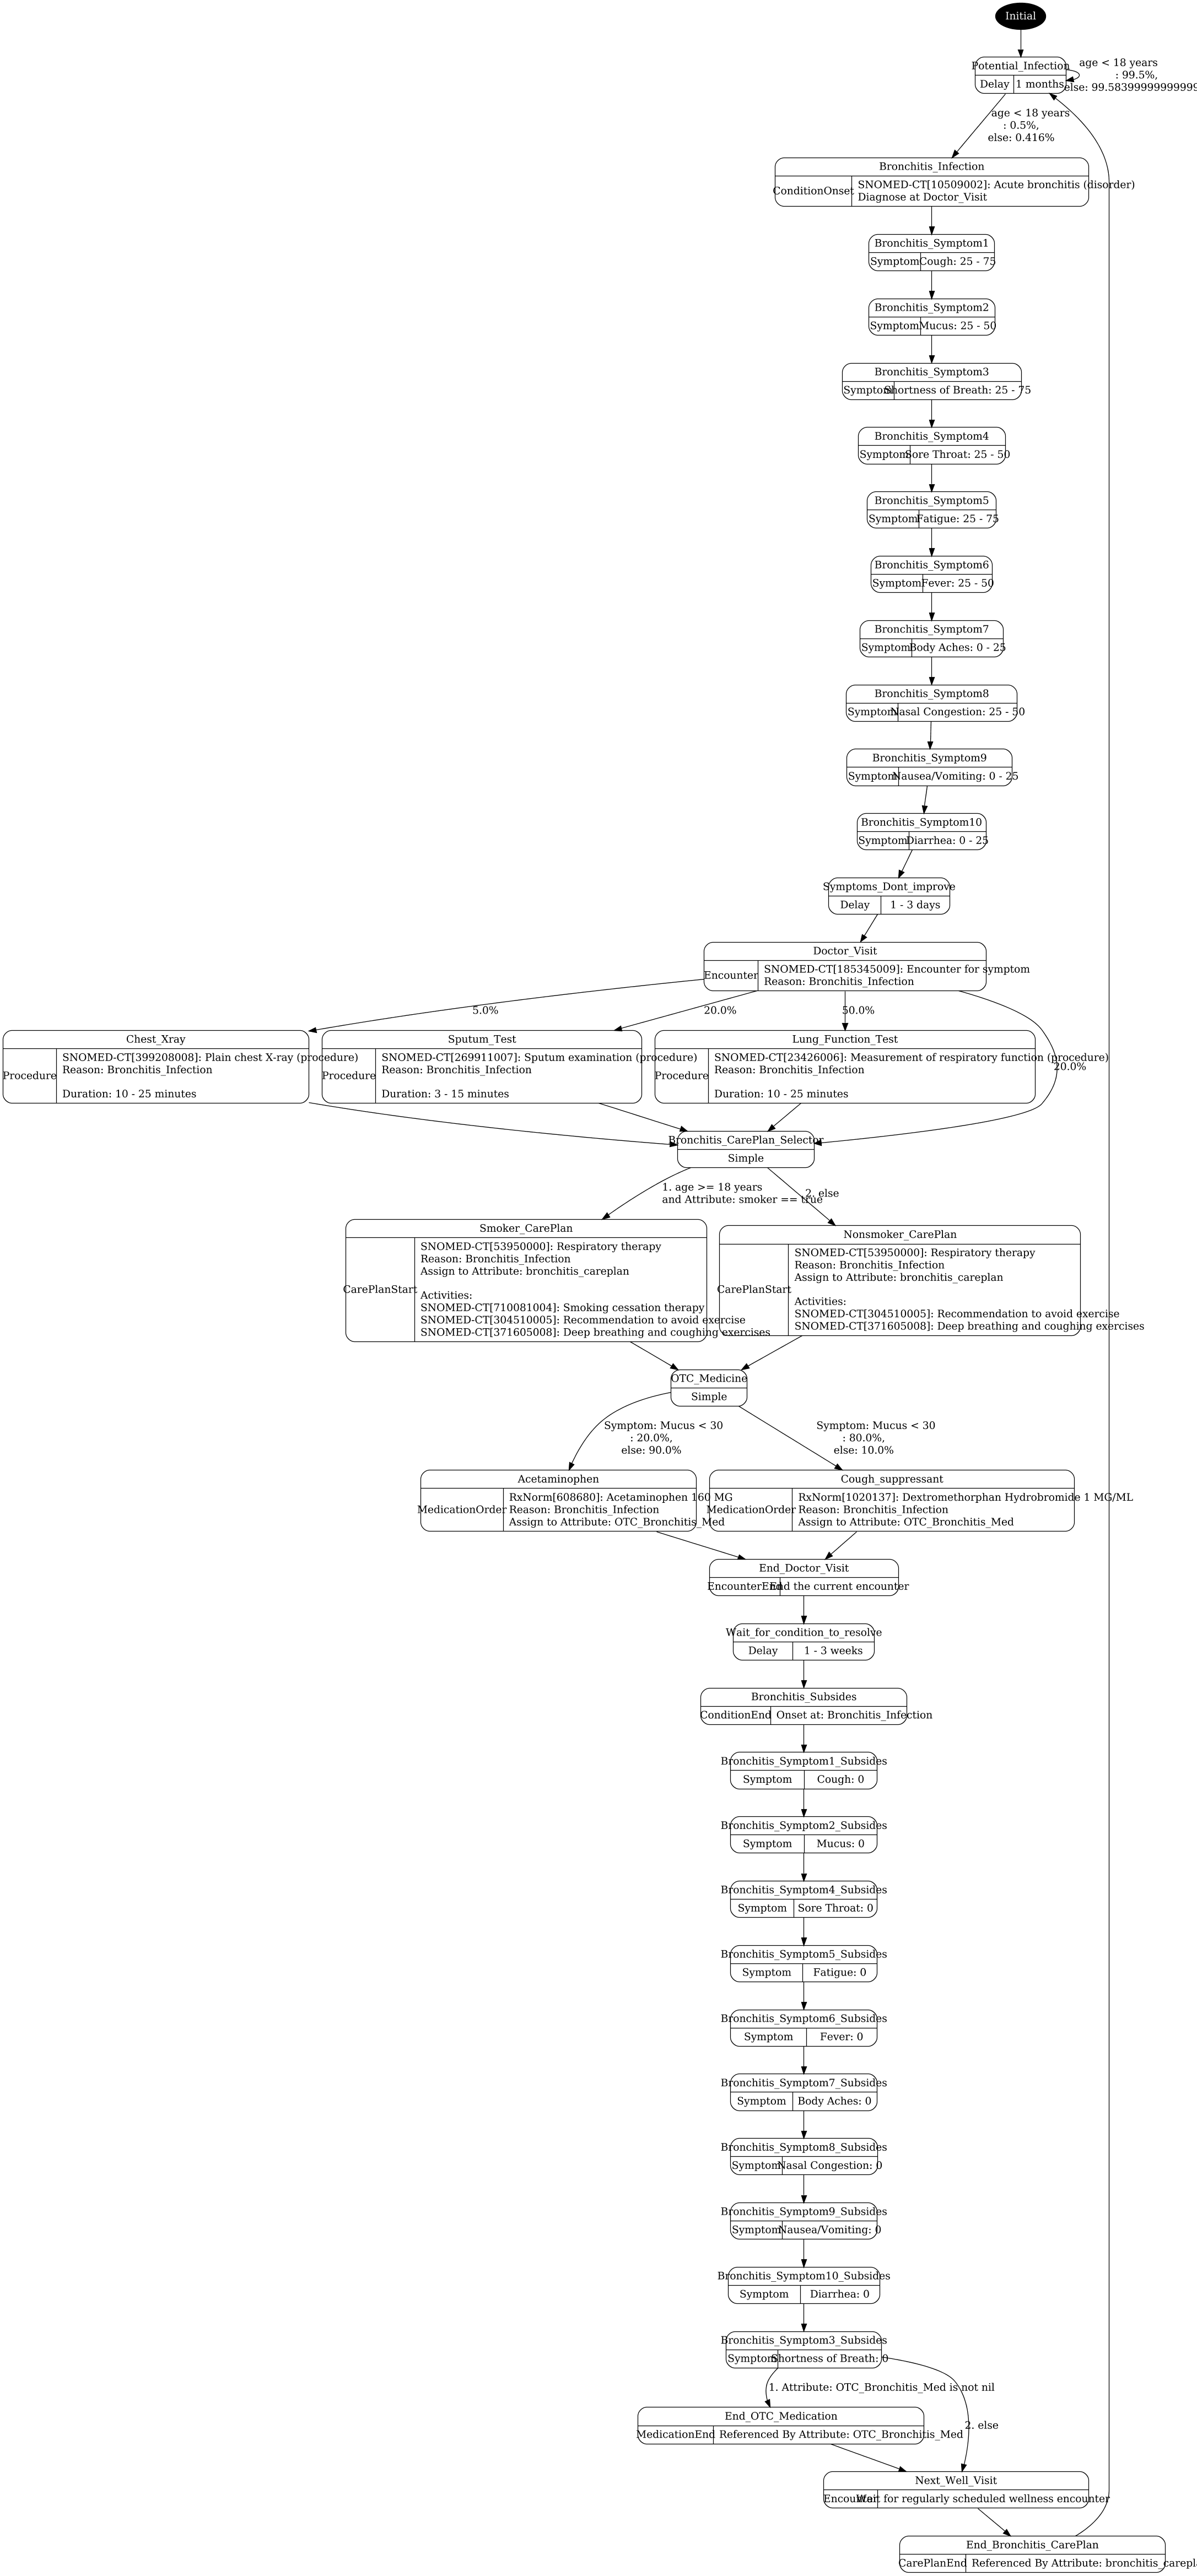 Initial
Potential_Infection
Delay
1 months
age < 18 years
: 99.5%,
else: 99.58399999999999
age < 18 years
: 0.5%,
else: 0.416%
Bronchitis_Infection
ConditionOnset
SNOMED-CT[10509002]: Acute bronchitis (disorder)
Diagnose at Doctor_Visit
Bronchitis_Symptom1
Symptom
Cough: 25 - 75
Bronchitis_Symptom2
Symptom
Mucus: 25 - 50
Bronchitis_Symptom3
Symptom
Shortness of Breath: 25 - 75
Bronchitis_Symptom4
Symptom
Sore Throat: 25 - 50
Bronchitis_Symptom5
Symptom
Fatigue: 25 - 75
Bronchitis_Symptom6
Symptom
Fever: 25 - 50
Bronchitis_Symptom7
Symptom
Body Aches: 0 - 25
Bronchitis_Symptom8
Symptom
Nasal Congestion: 25 - 50
Bronchitis_Symptom9
Symptom
Nausea/Vomiting: 0 - 25
Bronchitis_Symptom10
Symptom
Diarrhea: 0 - 25
Symptoms_Dont_improve
Delay
1 - 3 days
Doctor_Visit
Encounter
SNOMED-CT[185345009]: Encounter for symptom
Reason: Bronchitis_Infection
5.0%
20.0%
50.0%
20.0%
Chest_Xray
Procedure
SNOMED-CT[399208008]: Plain chest X-ray (procedure)
Reason: Bronchitis_Infection
Duration: 10 - 25 minutes
Sputum_Test
Procedure
SNOMED-CT[269911007]: Sputum examination (procedure)
Reason: Bronchitis_Infection
Duration: 3 - 15 minutes
Lung_Function_Test
Procedure
SNOMED-CT[23426006]: Measurement of respiratory function (procedure)
Reason: Bronchitis_Infection
Duration: 10 - 25 minutes
Bronchitis_CarePlan_Selector
Simple
1. age >= 18 years
and Attribute: smoker == true
2. else
Smoker_CarePlan
CarePlanStart
SNOMED-CT[53950000]: Respiratory therapy
Reason: Bronchitis_Infection
Assign to Attribute: bronchitis_careplan
Activities:
SNOMED-CT[710081004]: Smoking cessation therapy
SNOMED-CT[304510005]: Recommendation to avoid exercise
SNOMED-CT[371605008]: Deep breathing and coughing exercises
Nonsmoker_CarePlan
CarePlanStart
SNOMED-CT[53950000]: Respiratory therapy
Reason: Bronchitis_Infection
Assign to Attribute: bronchitis_careplan
Activities:
SNOMED-CT[304510005]: Recommendation to avoid exercise
SNOMED-CT[371605008]: Deep breathing and coughing exercises
OTC_Medicine
Simple
Symptom: Mucus < 30
: 20.0%,
else: 90.0%
Symptom: Mucus < 30
: 80.0%,
else: 10.0%
Acetaminophen
MedicationOrder
RxNorm[608680]: Acetaminophen 160 MG
Reason: Bronchitis_Infection
Assign to Attribute: OTC_Bronchitis_Med
Cough_suppressant
MedicationOrder
RxNorm[1020137]: Dextromethorphan Hydrobromide 1 MG/ML
Reason: Bronchitis_Infection
Assign to Attribute: OTC_Bronchitis_Med
End_Doctor_Visit
EncounterEnd
End the current encounter
Wait_for_condition_to_resolve
Delay
1 - 3 weeks
Bronchitis_Subsides
ConditionEnd
Onset at: Bronchitis_Infection
Bronchitis_Symptom1_Subsides
Symptom
Cough: 0
Bronchitis_Symptom2_Subsides
Symptom
Mucus: 0
Bronchitis_Symptom4_Subsides
Symptom
Sore Throat: 0
Bronchitis_Symptom5_Subsides
Symptom
Fatigue: 0
Bronchitis_Symptom6_Subsides
Symptom
Fever: 0
Bronchitis_Symptom7_Subsides
Symptom
Body Aches: 0
Bronchitis_Symptom8_Subsides
Symptom
Nasal Congestion: 0
Bronchitis_Symptom9_Subsides
Symptom
Nausea/Vomiting: 0
Bronchitis_Symptom10_Subsides
Symptom
Diarrhea: 0
Bronchitis_Symptom3_Subsides
Symptom
Shortness of Breath: 0
1. Attribute: OTC_Bronchitis_Med is not nil
2. else
End_OTC_Medication
MedicationEnd
Referenced By Attribute: OTC_Bronchitis_Med
Next_Well_Visit
Encounter
Wait for regularly scheduled wellness encounter
End_Bronchitis_CarePlan
CarePlanEnd
Referenced By Attribute: bronchitis_carepl